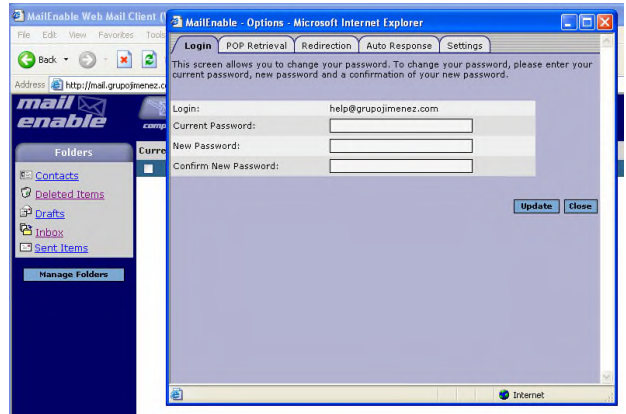 MailEnable Web Mail Client (
File Edit View Favorites Tools
Back
Address http://mail.grupojimenez.co
mail
enable
comp
Folders
Curre
Contacts
Deleted Items
Drafts
Inbox
Sent Items
Manage Folders
MailEnable - Options - Microsoft Internet Explorer
Login POP Retrieval Redirection Auto Response Settings
This screen allows you to change your password. To change your password, please enter your
current password, new password and a confirmation of your new password.
Login: help@grupojimenez.com
Current Password:
New Password:
Confirm New Password:
Update Close
Internet